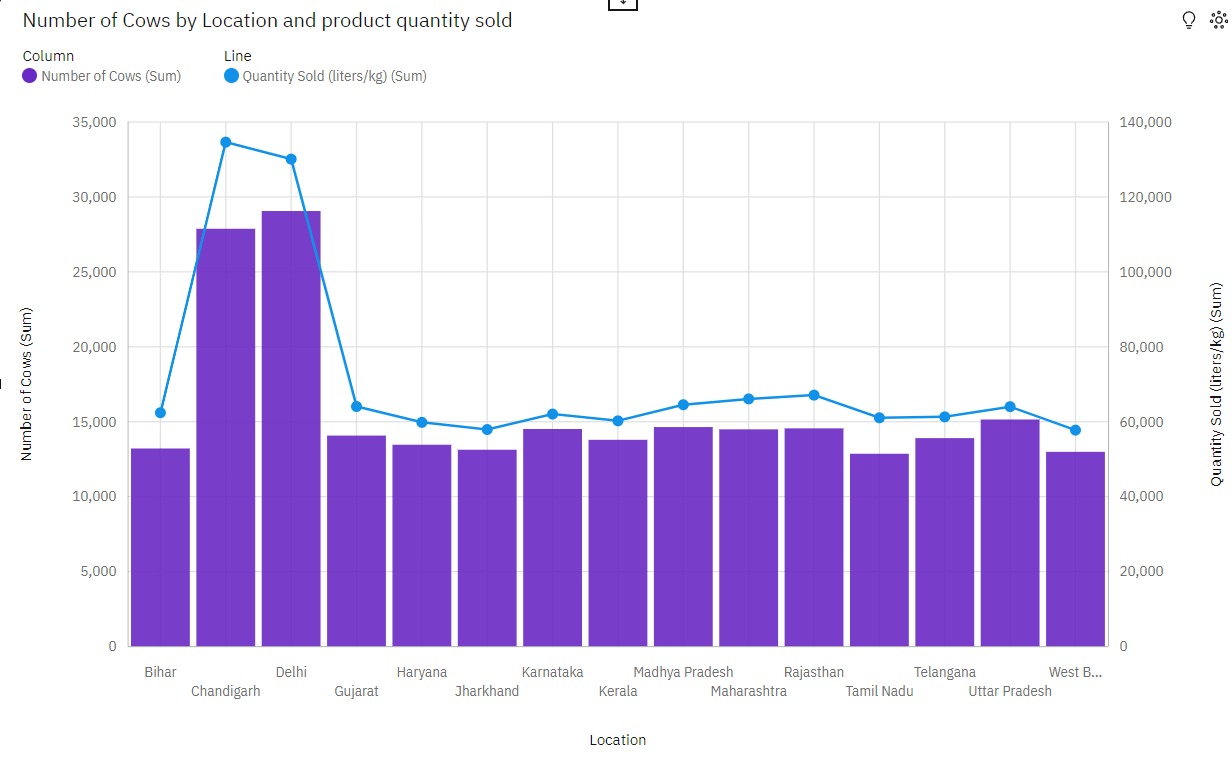 Number of Cows by Location and product quantity sold
Column
Line
Number of Cows (Sum)
Quantity Sold (liters/kg) (Sum)
35,000
30,000
25,000
20,000
15,000
10,000
5,000
0
Number of Cows (Sum)
140,000
120,000
100,000
80,000
60,000
40,000
20,000
0
Quantity Sold (liters/kg) (Sum)
Bihar
Chandigarh
Delhi
Gujarat
Haryana
Jharkhand
Karnataka
Kerala
Madhya Pradesh
Maharashtra
Rajasthan
Tamil Nadu
Telangana
Uttar Pradesh
West B...
Location